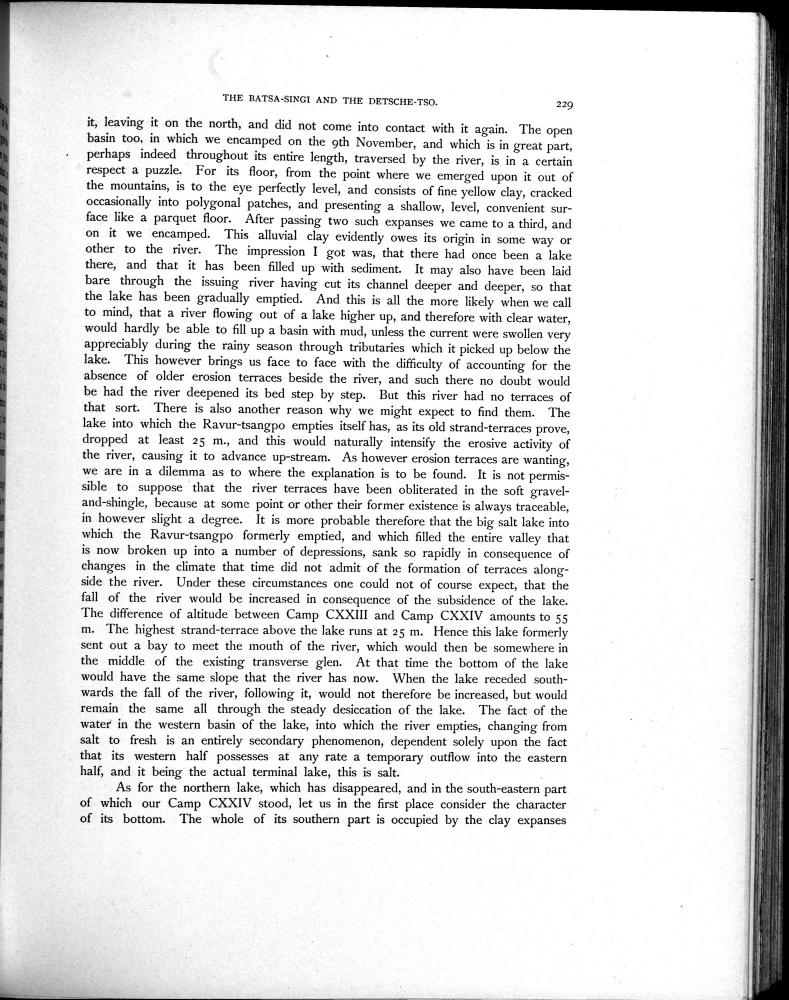 THE BATSA-SINGI AND THE DETSCHE-TSO. 229
it, leaving it on the north, and did not come into contact with it again. The open
basin too, in which we encamped on the 9th November, and which is in great part,
perhaps indeed throughout its entire length, traversed by the river, is in a certain
respect a puzzle. For its floor, from the point where we emerged upon it out of
the mountains, is to the eye perfectly level, and consists of fine yellow clay, cracked
occasionally into polygonal patches, and presenting a shallow, level, convenient sur-
face like a parquet floor. After passing two such expanses we came to a third, and
on it we encamped. This alluvial clay evidently owes its origin in some way or
other to the river. The impression I got was, that there had once been a lake
there, and that it has been filled up with sediment. It may also have been laid
bare through the issuing river having cut its channel deeper and deeper, so that
the lake has been gradually emptied. And this is all the more likely when we call
to mind, that a river flowing out of a lake higher up, and therefore with clear water,
would hardly be able to fill up a basin with mud, unless the current were swollen very
appreciably during the rainy season through tributaries which it picked up below the
lake. This however brings us face to face with the difficulty of accounting for the
absence of older erosion terraces beside the river, and such there no doubt would
be had the river deepened its bed step by step. But this river had no terraces of
that sort. There is also another reason why we might expect to find them. The
lake into which the Ravur-tsangpo empties itself has, as its old strand-terraces prove,
dropped at least 25 m., and this would naturally intensify the erosive activity of
the river, causing it to advance up-stream. As however erosion terraces are wanting,
we are in a dilemma as to where the explanation is to be found. It is not permis-
sible to suppose that the river terraces have been obliterated in the soft gravel-
and-shingle, because at some point or other their former existence is always traceable,
in however slight a degree. It is more probable therefore that the big salt lake into
which the Ravur-tsangpo formerly emptied, and which filled the entire valley that
is now broken up into a number of depressions, sank so rapidly in consequence of
changes in the climate that time did not admit of the formation of terraces along-
side the river. Under these circumstances one could not of course expect, that the
fall of the river would be increased in consequence of the subsidence of the lake.
The difference of altitude between Camp CXXIII and Camp CXXIV amounts to 55
m. The highest strand-terrace above the lake runs at 25 m. Hence this lake formerly
sent out a bay to meet the mouth of the river, which would then be somewhere in
the middle of the existing transverse glen. At that time the bottom of the lake
would have the same slope that the river has now. When the lake receded south-
wards the fall of the river, following it, would not therefore be increased, but would
remain the same all through the steady desiccation of the lake. The fact of the
water in the western basin of the lake, into which the river empties, changing from
salt to fresh is an entirely secondary phenomenon, dependent solely upon the fact
that its western half possesses at any rate a temporary outflow into the eastern
half, and it being the actual terminal lake, this is salt.
As for the northern lake, which has disappeared, and in the south-eastern part
of which our Camp CXXIV stood, let us in the first place consider the character
of its bottom. The whole of its southern part is occupied by the clay expanses